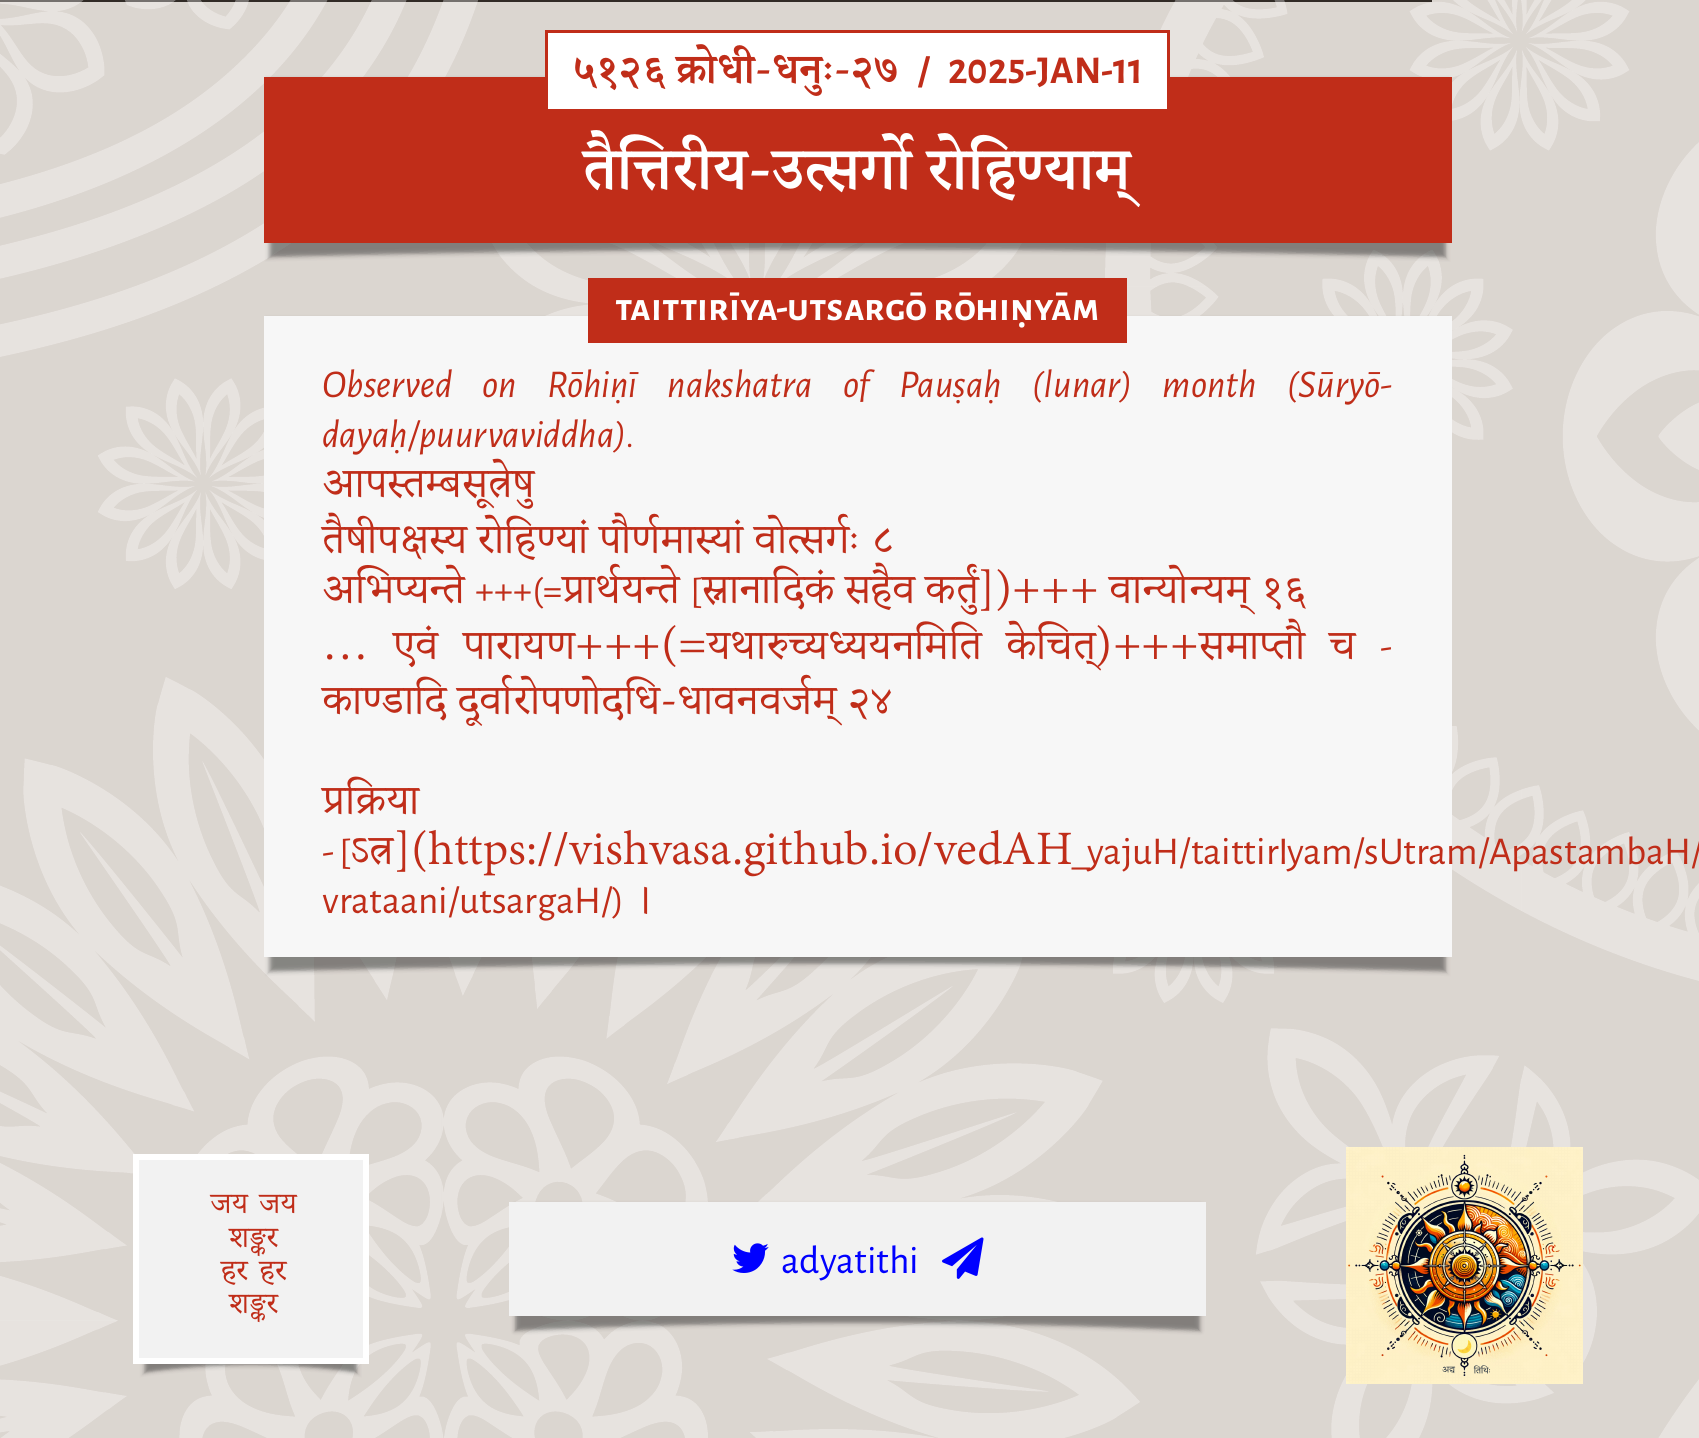 ५१२६ क्रोधी-धनुः-२७ / 2025-JAN-11
तैत्तिरीय-उत्सर्गो रोहिण्याम्
TAITTIRĪYA-UTSARGŌ RŌHIṆYĀM
Observed on Rōhiṇī nakshatra of Pauṣaḥ (lunar) month (Sūryō-
dayaḥ/puurvaviddha).
आपस्तम्बसूत्रेषु
तैषीपक्षस्य रोहिण्यां पौर्णमास्यां वोत्सर्गः ८
अभिप्यन्ते +++(=प्रार्थयन्ते [स्नानादिकं सहैव कर्तुं])+++ वान्योन्यम् १६
... एवं पारायण+++(=यथारुच्यध्ययनमिति केचित्)+++समाप्तौ च -
काण्डादि दूर्वारोपणोदधि-धावनवर्जम् २४
प्रक्रिया
- [ऽत्र](https://vishvasa.github.io/vedAH_yajuH/taittirIyam/sUtram/ApastambaH/
vrataani/utsargaH/) ।
जय जय
शङ्कर
हर हर
शङ्कर
adyatithi
अद्य तिथिः